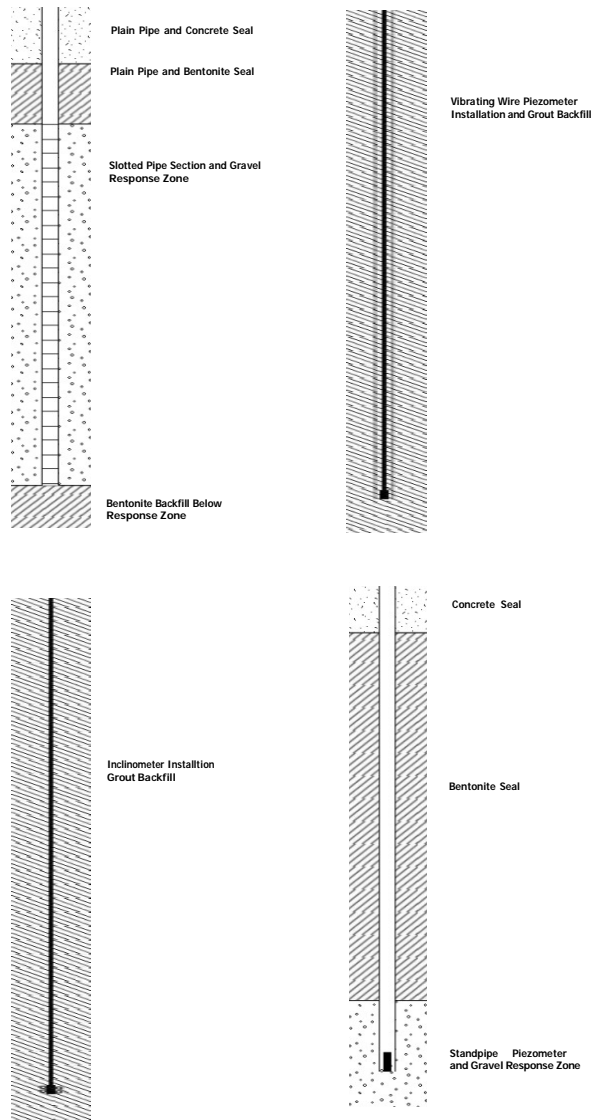 Plain Pipe and Concrete Seal
Plain Pipe and Bentonite Seal
Slotted Pipe Section and Gravel
Response Zone
Bentonite Backfill Below
Response Zone
Vibrating Wire Piezometer
Installation and Grout Backfill
Inclinometer Installtion
Grout Backfill
Concrete Seal
Bentonite Seal
Standpipe Piezometer
and Gravel Response Zone